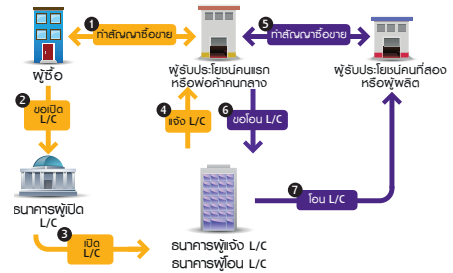 1
ทำสัญญาซื้อขาย
5
ทำสัญญาซื้อขาย
ผู้ซื้อ
ผู้รับประโยชน์คนแรก
หรือพ่อค้าคนกลาง
ผู้รับประโยชน์คนที่สอง
หรือผู้ผลิต
2
ขอเปิด
L/C
4
แจ้ง L/C
6
ขอโอน L/C
7
โอน L/C
ธนาคารผู้เปิด
L/C
3
เปิด
L/C
ธนาคารผู้แจ้ง L/C
ธนาคารผู้โอน L/C